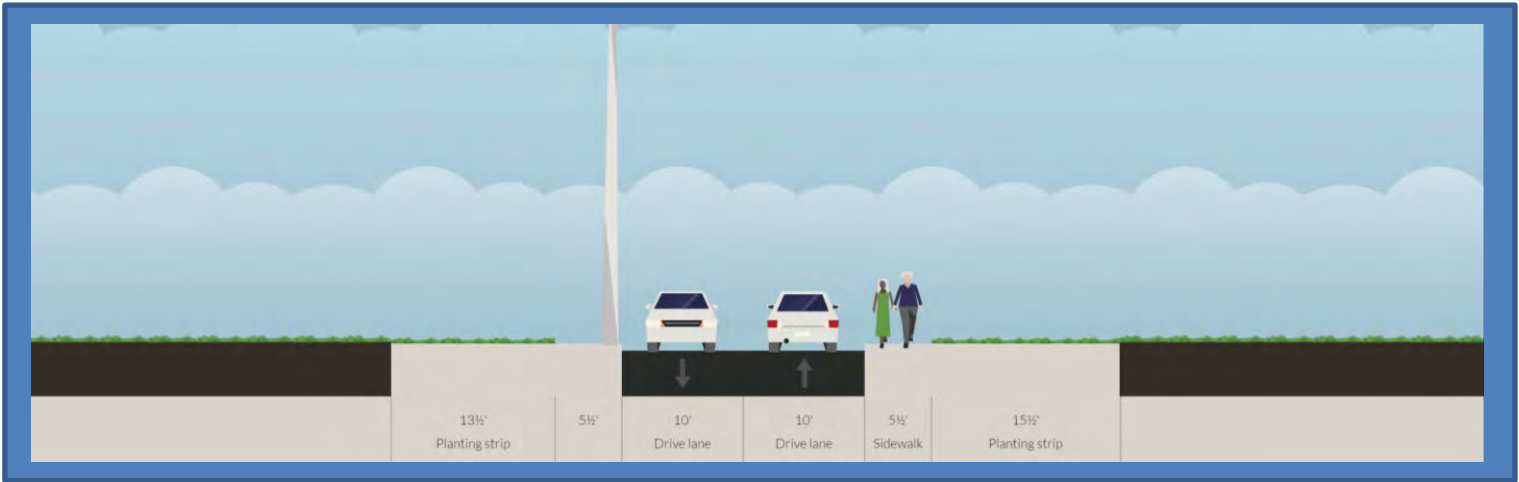 13½' 5½' 10' 10' 5½' 15½'
Planting strip Drive lane Drive lane Sidewalk Planting strip